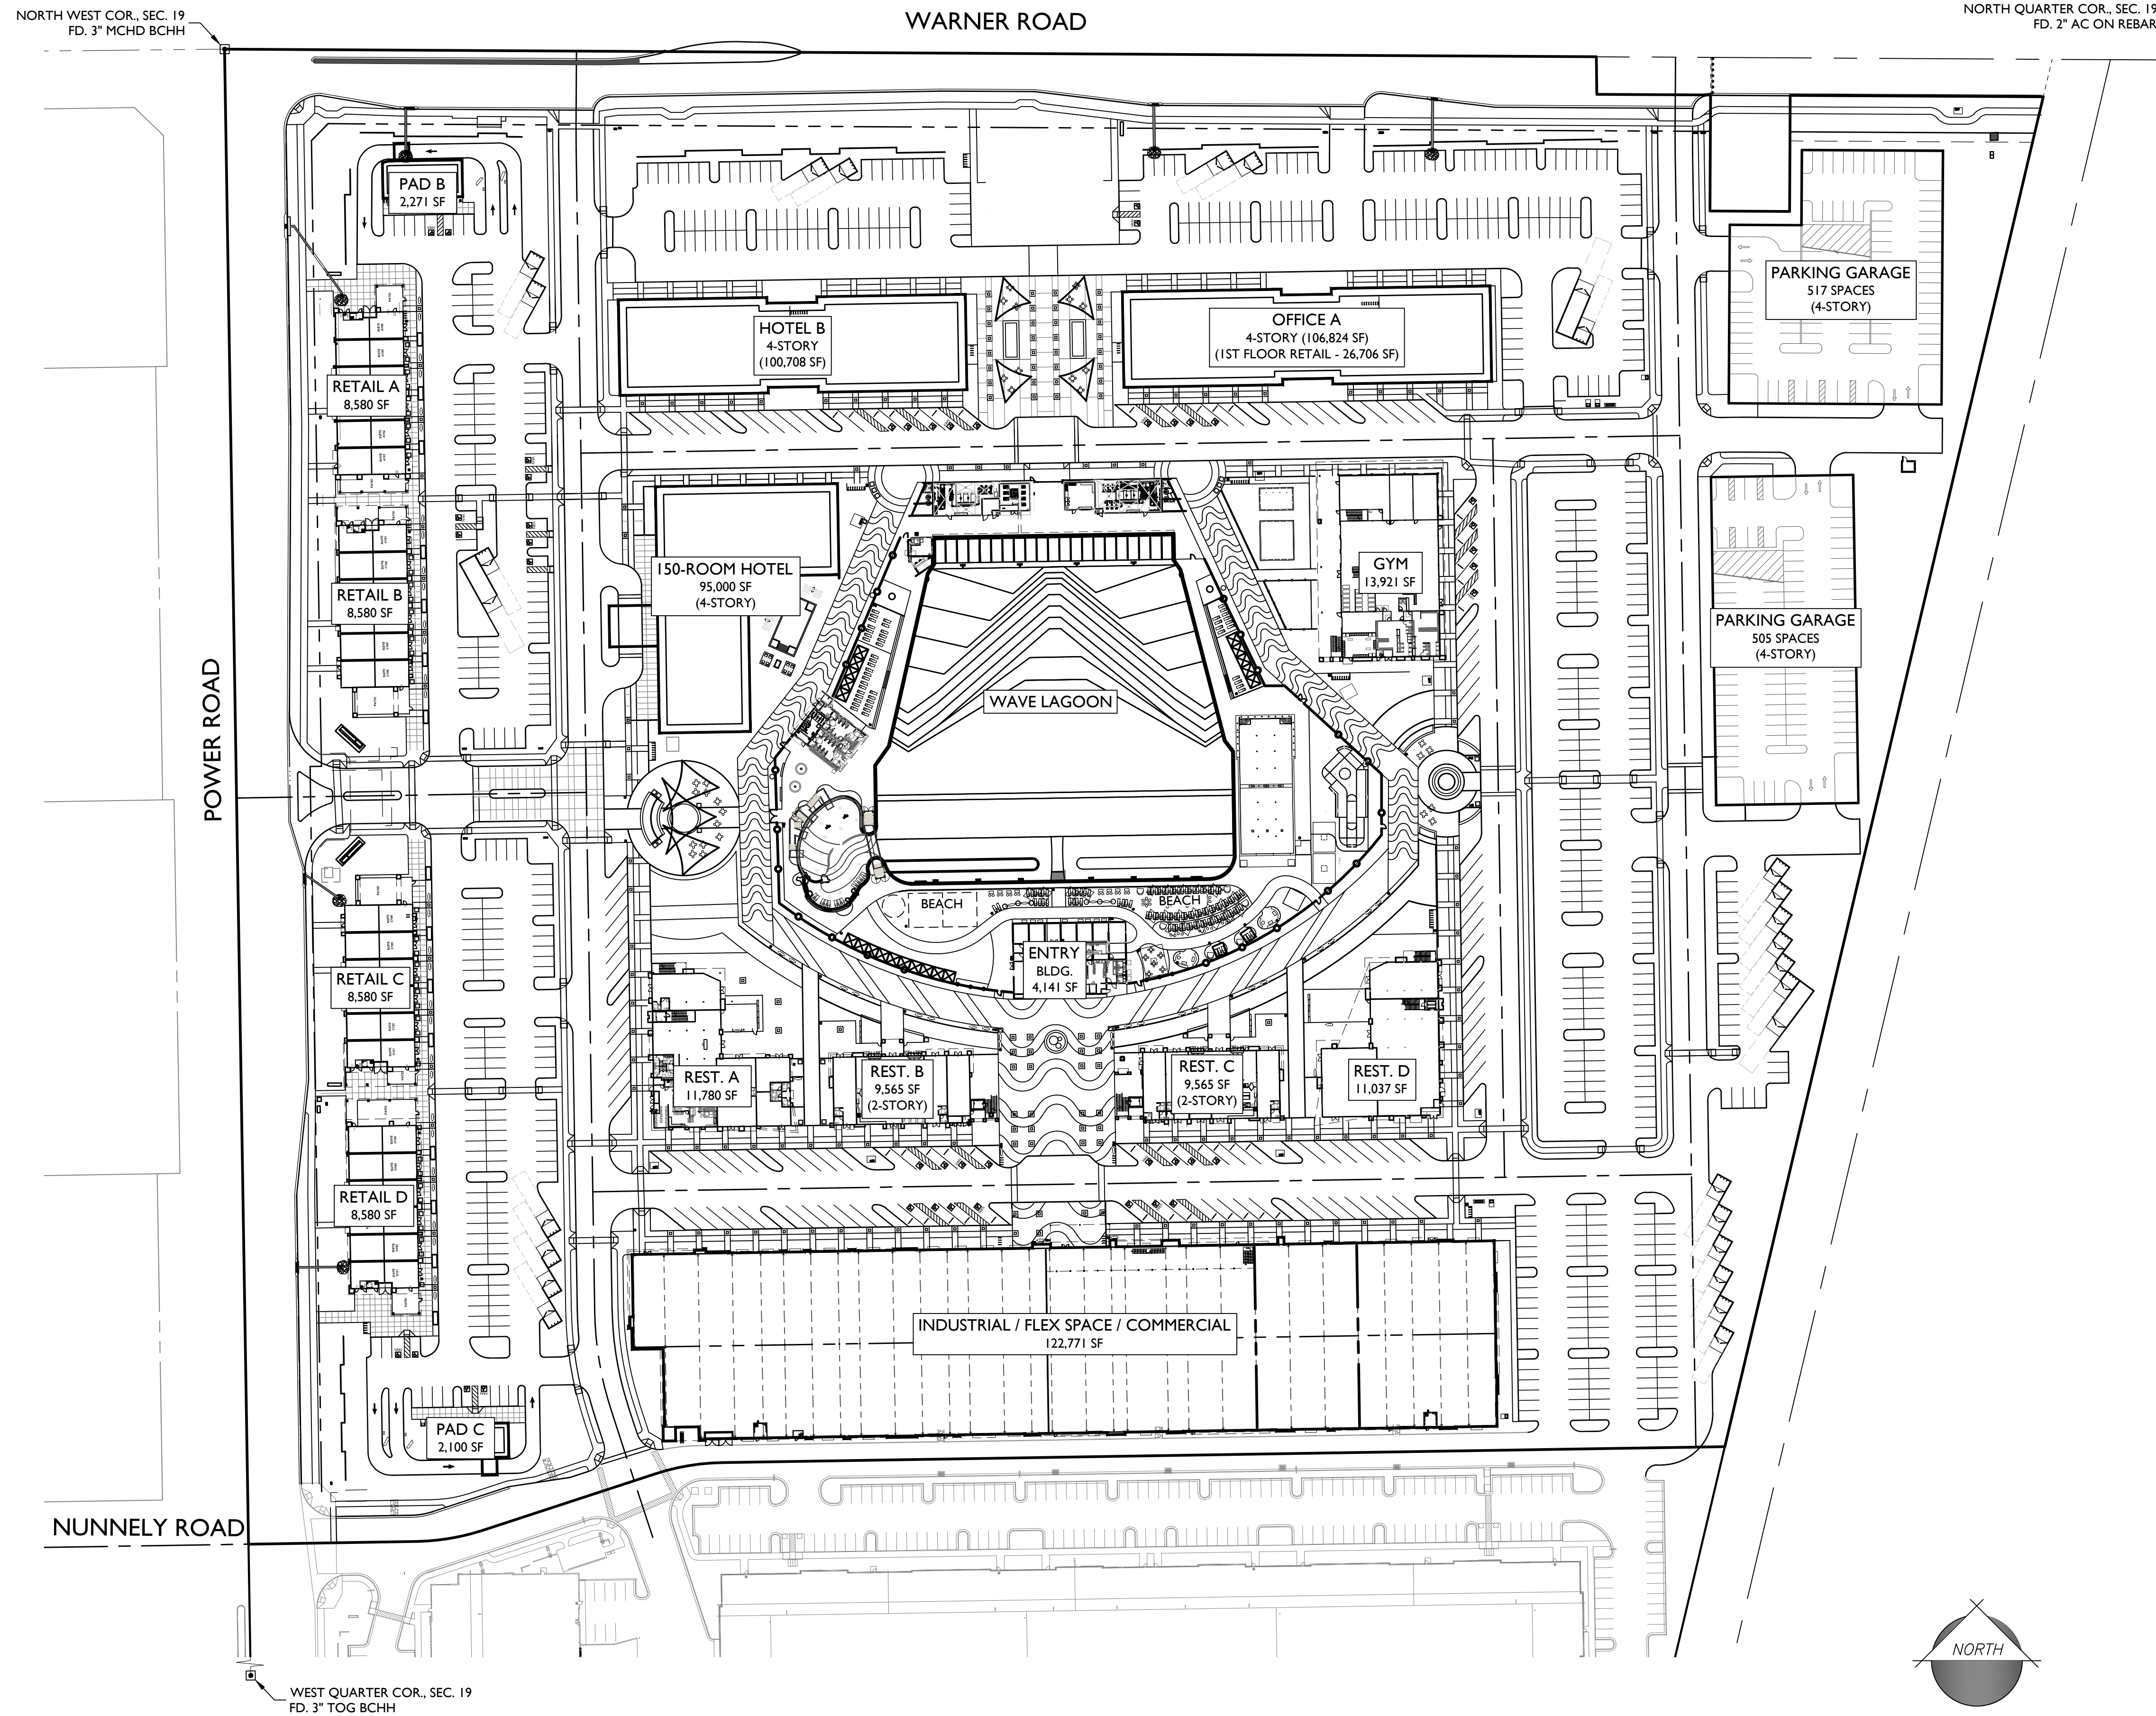 NORTH WEST COR., SEC. 19
FD. 3" MCHD BCHH
WARNER ROAD
NORTH QUARTER COR., SEC. 19
FD. 2" AC ON REBAR
PAD B
2,271 SF
PARKING GARAGE
517 SPACES
(4-STORY)
HOTEL B
4-STORY
(100,708 SF)
OFFICE A
4-STORY (106,824 SF)
(1ST FLOOR RETAIL - 26,706 SF)
RETAIL A
8,580 SF
150-ROOM HOTEL
95,000 SF
(4-STORY)
GYM
13,921 SF
RETAIL B
8,580 SF
PARKING GARAGE
505 SPACES
(4-STORY)
WAVE LAGOON
POWER ROAD
BEACH
BEACH
ENTRY
BLDG.
4,141 SF
RETAIL C
8,580 SF
REST. A
11,780 SF
REST. B
9,565 SF
(2-STORY)
REST. C
9,565 SF
(2-STORY)
REST. D
11,037 SF
RETAIL D
8,580 SF
INDUSTRIAL / FLEX SPACE / COMMERCIAL
122,771 SF
PAD C
2,100 SF
NUNNELY ROAD
NORTH
WEST QUARTER COR., SEC. 19
FD. 3" TOG BCHH